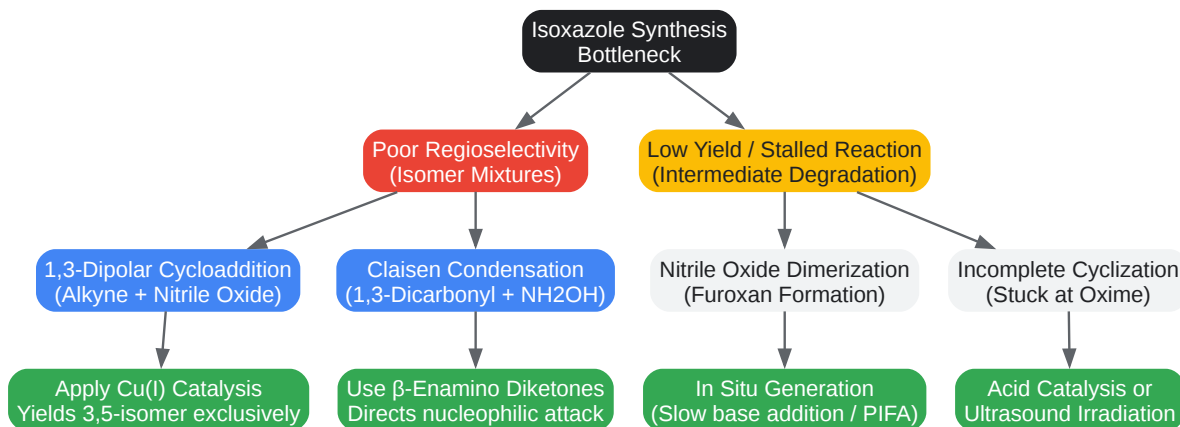 Isoxazole Synthesis
Bottleneck
Poor Regioselectivity
(Isomer Mixtures)
Low Yield / Stalled Reaction
(Intermediate Degradation)
1,3-Dipolar Cycloaddition
(Alkyne + Nitrile Oxide)
Claisen Condensation
(1,3-Dicarbonyl + NH2OH)
Nitrile Oxide Dimerization
(Furoxan Formation)
Incomplete Cyclization
(Stuck at Oxime)
Apply Cu(I) Catalysis
Yields 3,5-isomer exclusively
Use β-Enamino Diketones
Directs nucleophilic attack
In Situ Generation
(Slow base addition / PIFA)
Acid Catalysis or
Ultrasound Irradiation